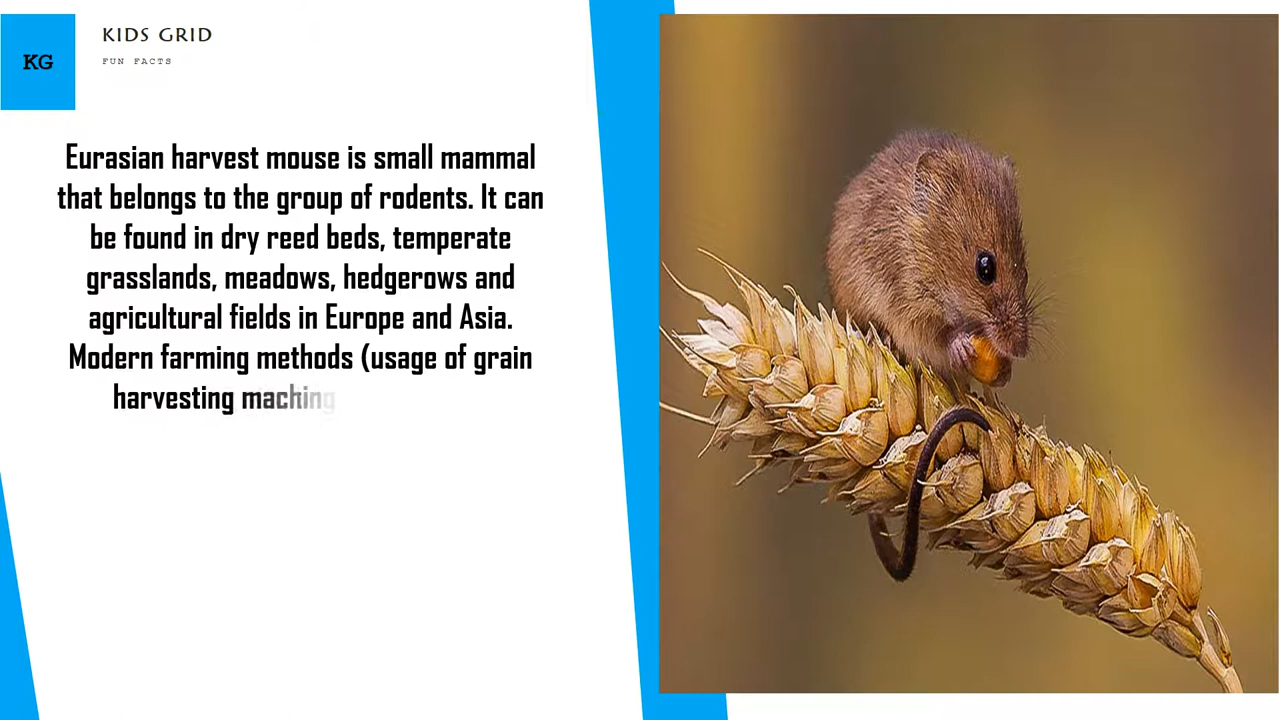 KIDS GRID
KG
FUN FACTS
Eurasian harvest mouse is small mammal
that belongs to the group of rodents. It can
be found in dry reed beds, temperate
grasslands, meadows, hedgerows and
agricultural fields in Europe and Asia.
Modern farming methods (usage of grain
harvesting maching